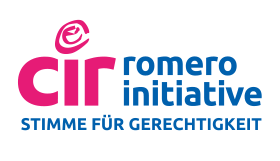 cir romero
initiative
STIMME FÜR GERECHTIGKEIT